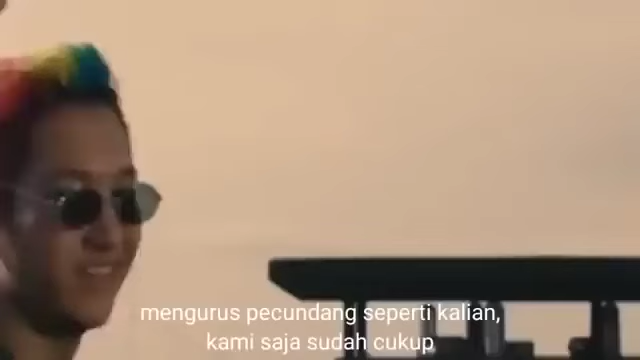 mengurus pecundang seperti kalian,
kami saja sudah cukup